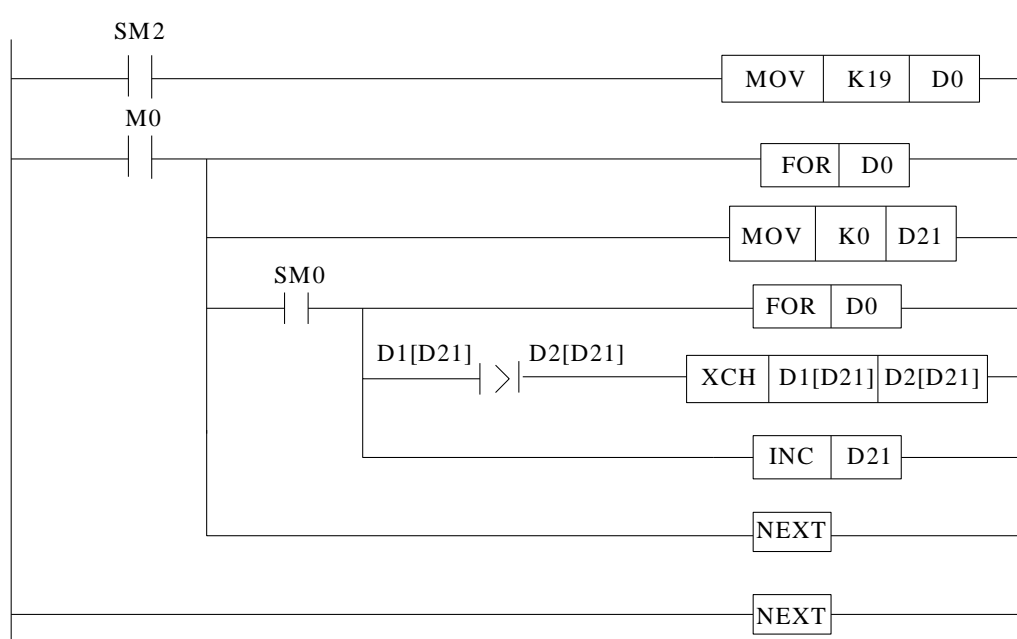 SM2
MOV K19 D0
M0
FOR D0
MOV K0 D21
SM0
FOR D0
D1[D21] > D2[D21]
XCH D1[D21] D2[D21]
INC D21
NEXT
NEXT